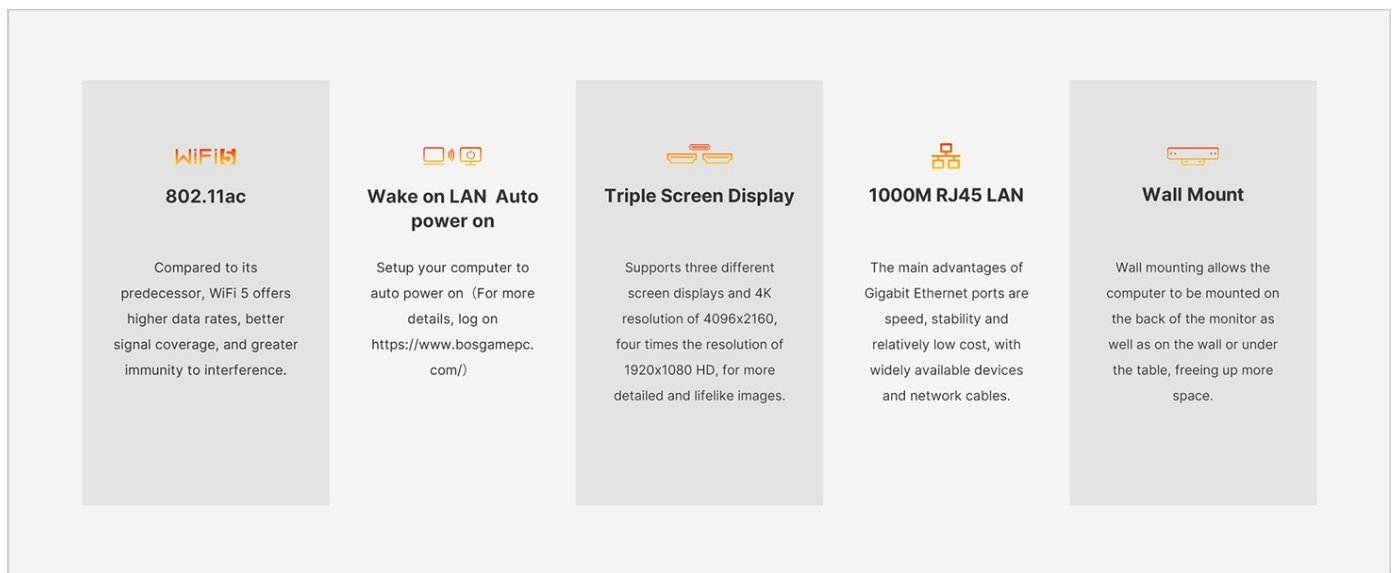 WiFi5
802.11ac
Compared to its
predecessor, WiFi 5 offers
higher data rates, better
signal coverage, and greater
immunity to interference.
Wake on LAN  Auto
power on
Setup your computer to
auto power on（For more
details, log on
https://www.bosgamepc.
com/）
Triple Screen Display
Supports three different
screen displays and 4K
resolution of 4096x2160,
four times the resolution of
1920x1080 HD, for more
detailed and lifelike images.
1000M RJ45 LAN
The main advantages of
Gigabit Ethernet ports are
speed, stability and
relatively low cost, with
widely available devices
and network cables.
Wall Mount
Wall mounting allows the
computer to be mounted on
the back of the monitor as
well as on the wall or under
the table, freeing up more
space.